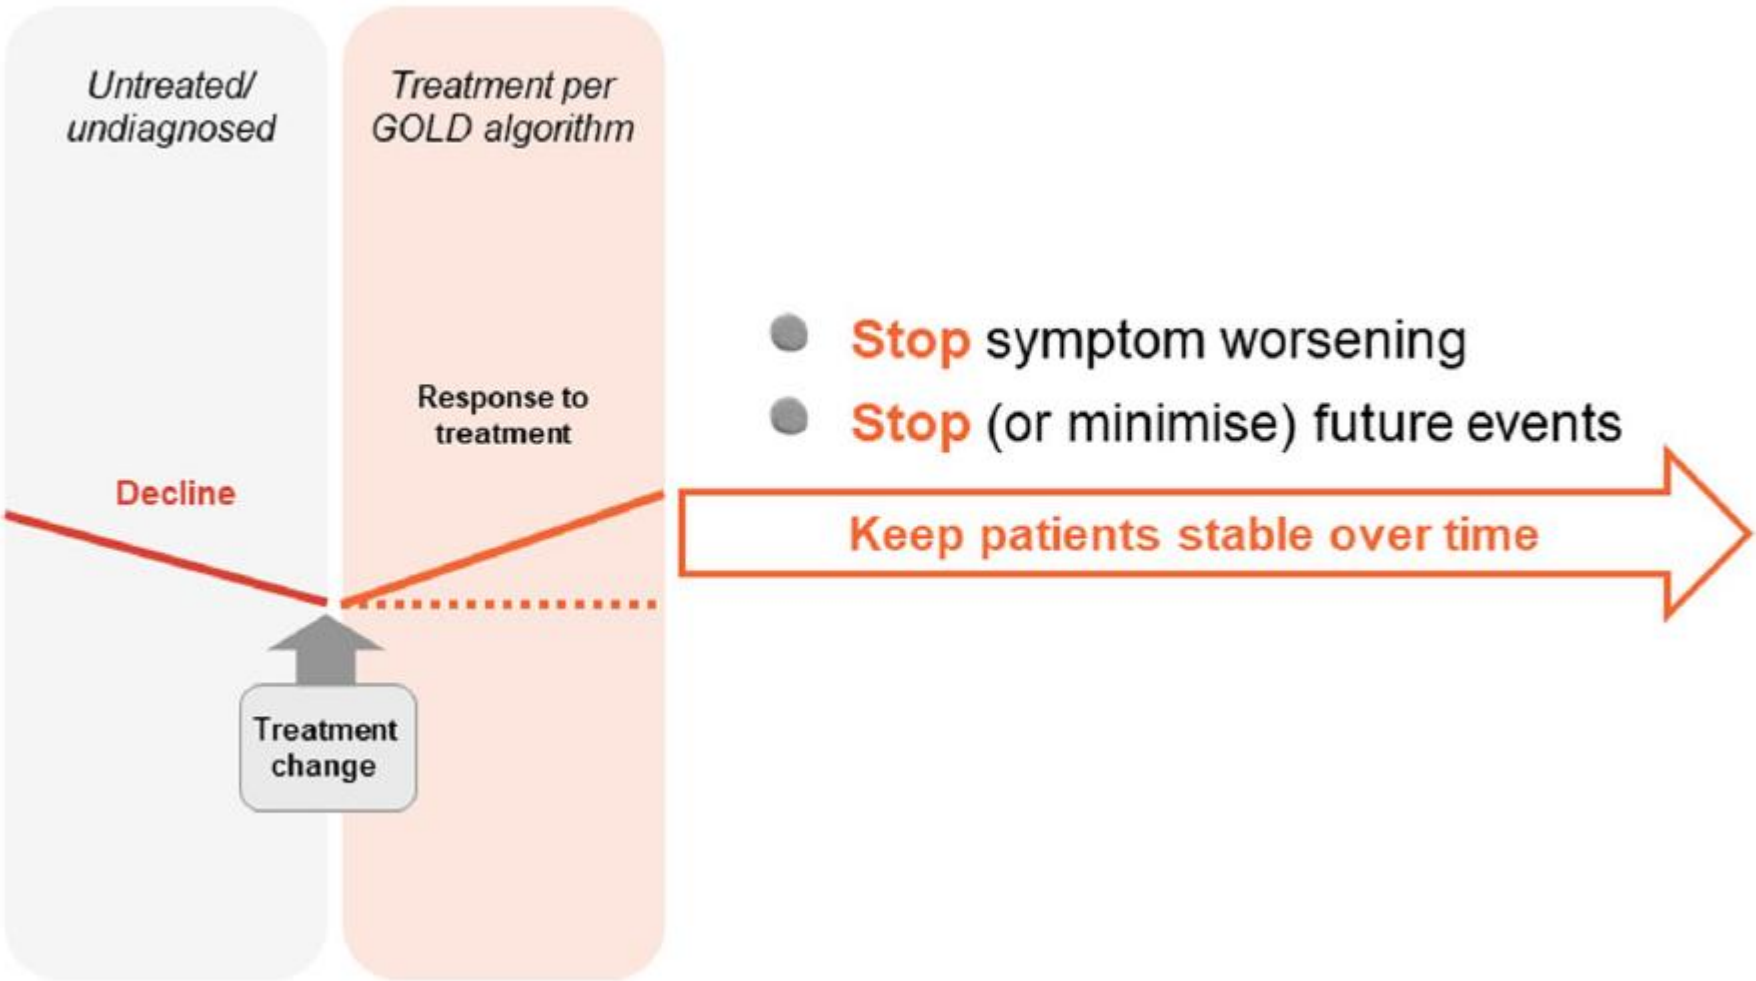 Untreated/
undiagnosed
Treatment per
GOLD algorithm
Response to
treatment
Decline
Treatment
change
Stop symptom worsening
Stop (or minimise) future events
Keep patients stable over time